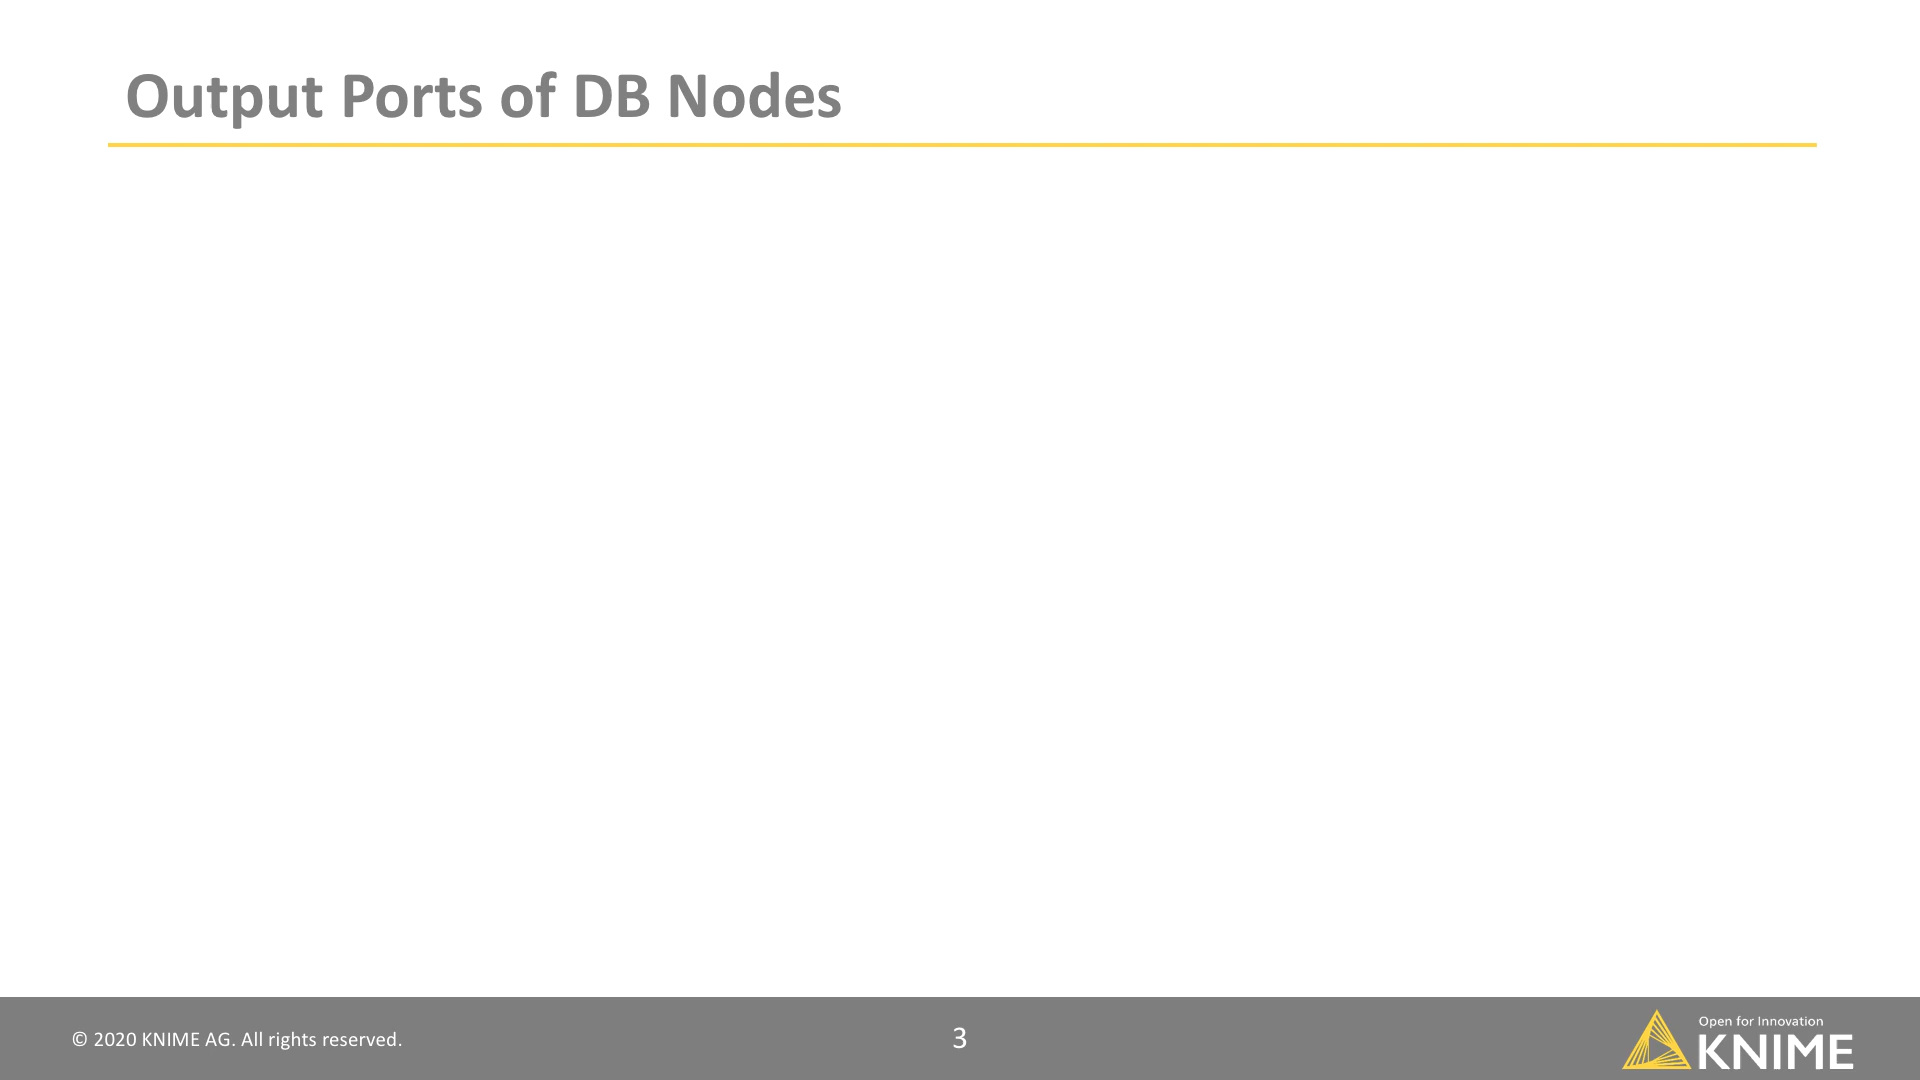 Output Ports of DB Nodes
© 2020 KNIME AG. All rights reserved.
3
Open for Innovation
KNIME